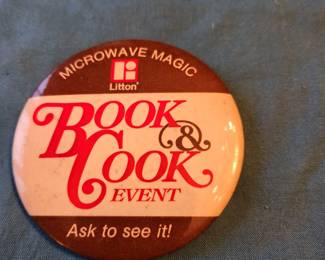 MICROWAVE MAGIC
Litton
BOOK
&
COOK
EVENT
Ask to see it!